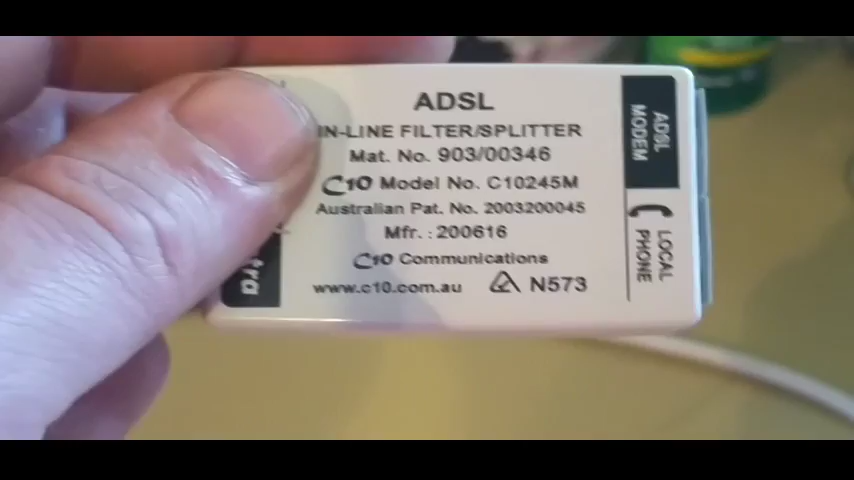 ADSL
IN-LINE FILTER/SPLITTER
Mat. No. 903/00346
C10 Model No. C10245M
Australian Pat. No. 2003200045
Mfr. : 200616
C10 Communications
www.c10.com.au N573
ADSL
MODEM
LOCAL
PHONE
tra